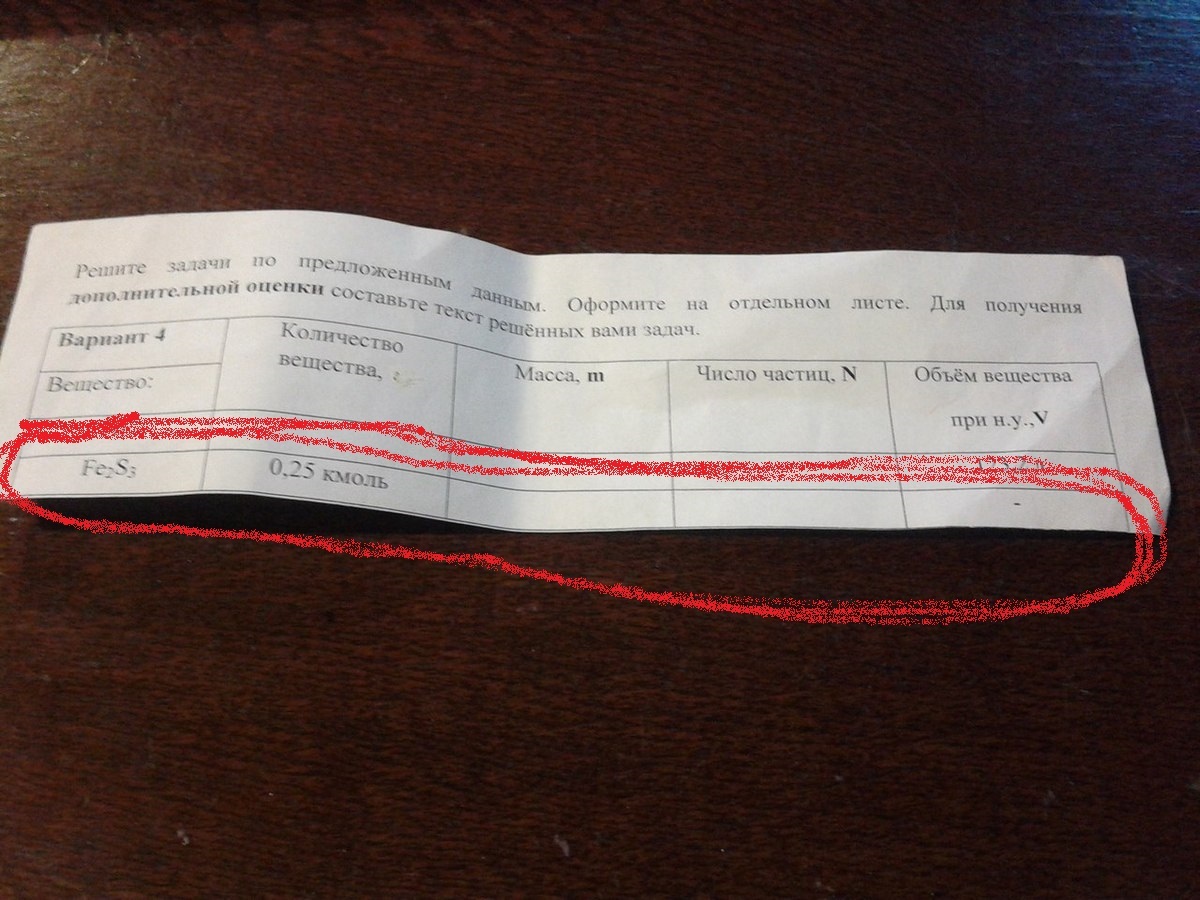 Решите задачи по предложенным данным. Оформите на отдельном листе. Для получения
дополнительной оценки составьте текст решённых вами задач.
Вариант 4
Вещество:
Количество
вещества,
Масса, m
Число частиц, N
Объём вещества
при н.у.,V
Fe₂S₃
0,25 кмоль
-